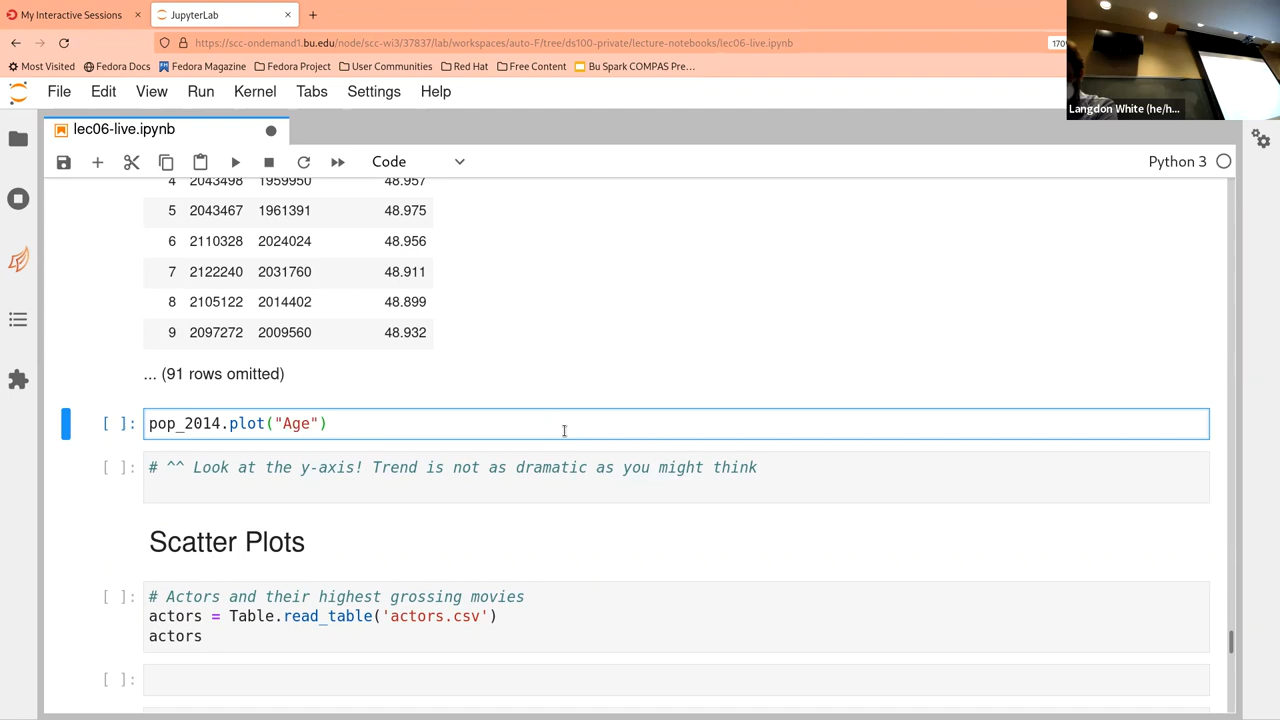 My Interactive Sessions
JupyterLab
https://scc-ondemand1.bu.edu/node/scc-wi3/37837/lab/workspaces/auto-F/tree/ds100-private/lecture-notebooks/lec06-live.ipynb
170
Most Visited
Fedora Docs
Fedora Magazine
Fedora Project
User Communities
Red Hat
Free Content
Bu Spark COMPAS Pre…
Langdon White (he/h...
File Edit View Run Kernel Tabs Settings Help
lec06-live.ipynb
Code
Python 3
4 2043498 1959950 48.957
5 2043467 1961391 48.975
6 2110328 2024024 48.956
7 2122240 2031760 48.911
8 2105122 2014402 48.899
9 2097272 2009560 48.932
... (91 rows omitted)
[ ]: pop_2014.plot("Age")
[ ]: # ^^ Look at the y-axis! Trend is not as dramatic as you might think
Scatter Plots
[ ]: # Actors and their highest grossing movies
actors = Table.read_table('actors.csv')
actors
[ ]: